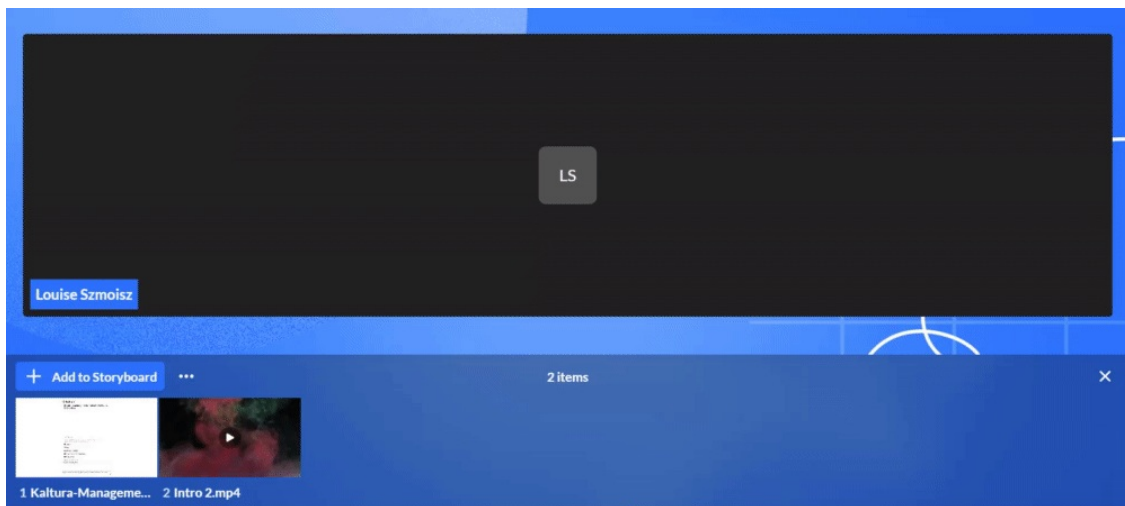 LS
Louise Szmoisz
+ Add to Storyboard ••• 2 items ×
1 Kaltura-Manageme... 2 Intro 2.mp4